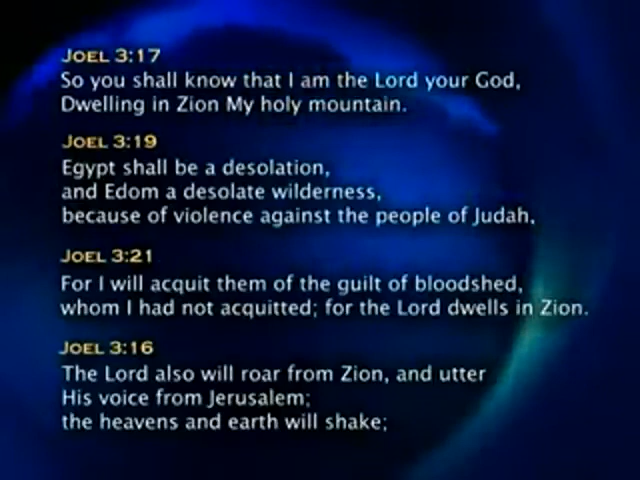 JOEL 3:17
So you shall know that I am the Lord your God,
Dwelling in Zion My holy mountain.
JOEL 3:19
Egypt shall be a desolation,
and Edom a desolate wilderness,
because of violence against the people of Judah,
JOEL 3:21
For I will acquit them of the guilt of bloodshed,
whom I had not acquitted; for the Lord dwells in Zion.
JOEL 3:16
The Lord also will roar from Zion, and utter
His voice from Jerusalem;
the heavens and earth will shake;